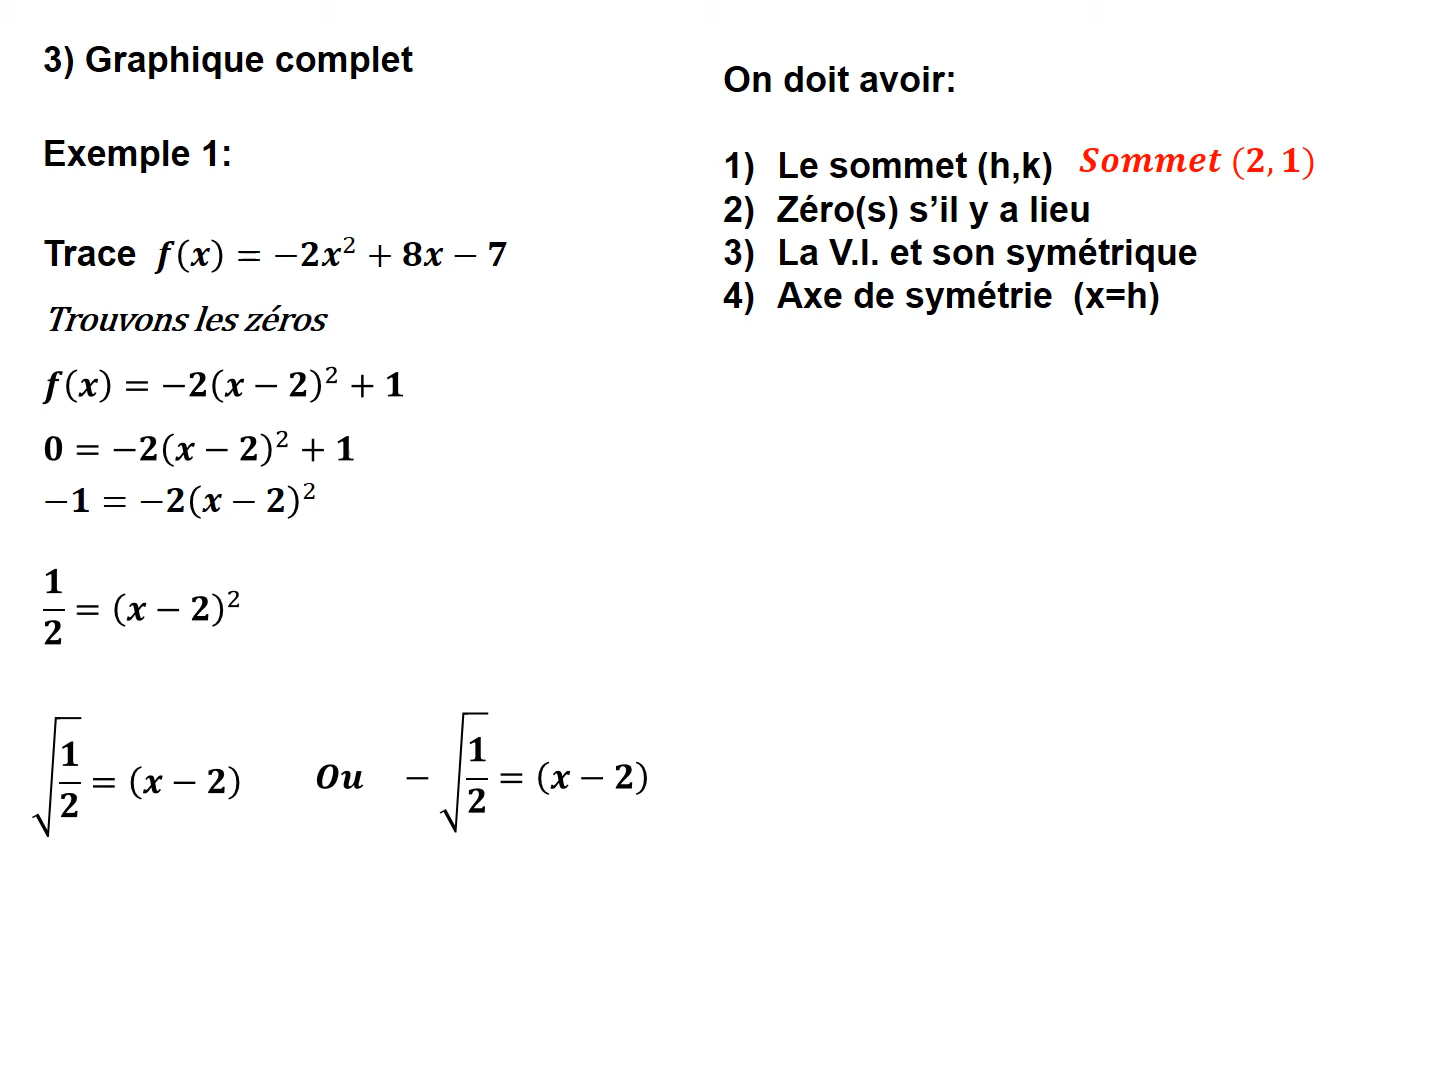 3) Graphique complet
Exemple 1:
Trace f(x) = −2x² + 8x − 7
Trouvons les zéros
f(x) = −2(x − 2)² + 1
0 = −2(x − 2)² + 1
−1 = −2(x − 2)²
1/2 = (x − 2)²
√(1/2) = (x − 2) Ou −√(1/2) = (x − 2)
On doit avoir:
1) Le sommet (h,k) Sommet (2, 1)
2) Zéro(s) s’il y a lieu
3) La V.I. et son symétrique
4) Axe de symétrie (x=h)